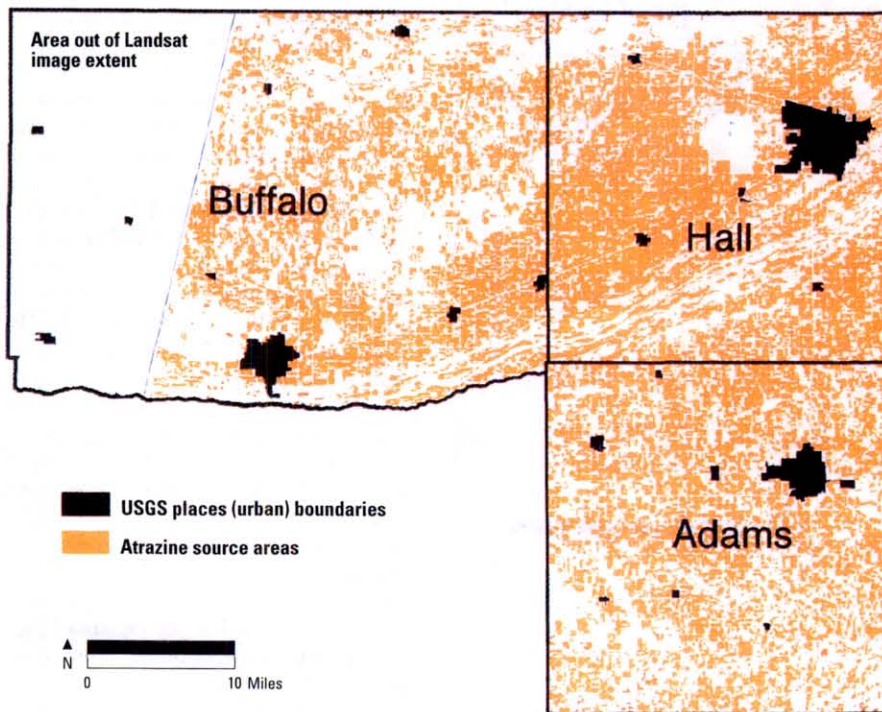 Area out of Landsat
image extent
Buffalo
Hall
Adams
USGS places (urban) boundaries
Atrazine source areas
N
0 10 Miles